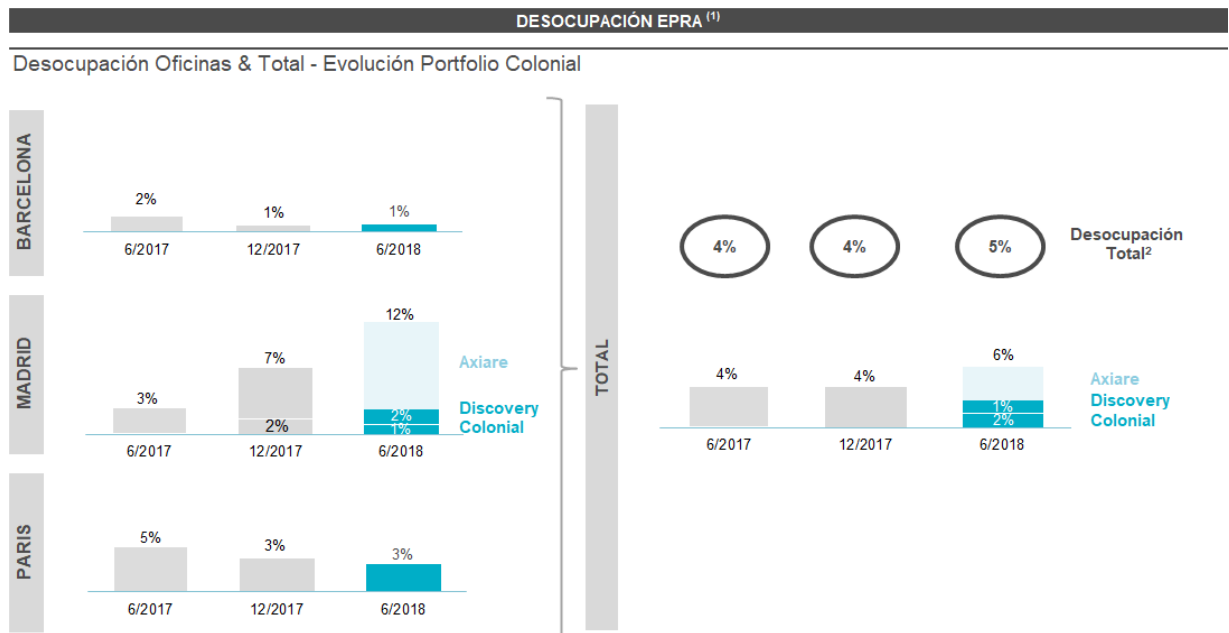 DESOCUPACIÓN EPRA (1)
Desocupación Oficinas & Total - Evolución Portfolio Colonial
BARCELONA
2%
1%
1%
6/2017
12/2017
6/2018
MADRID
3%
7%
2%
12%
2%
1%
Axiare
Discovery
Colonial
6/2017
12/2017
6/2018
PARIS
5%
3%
3%
6/2017
12/2017
6/2018
TOTAL
4%
4%
5%
Desocupación
Total2
4%
4%
6%
1%
2%
Axiare
Discovery
Colonial
6/2017
12/2017
6/2018